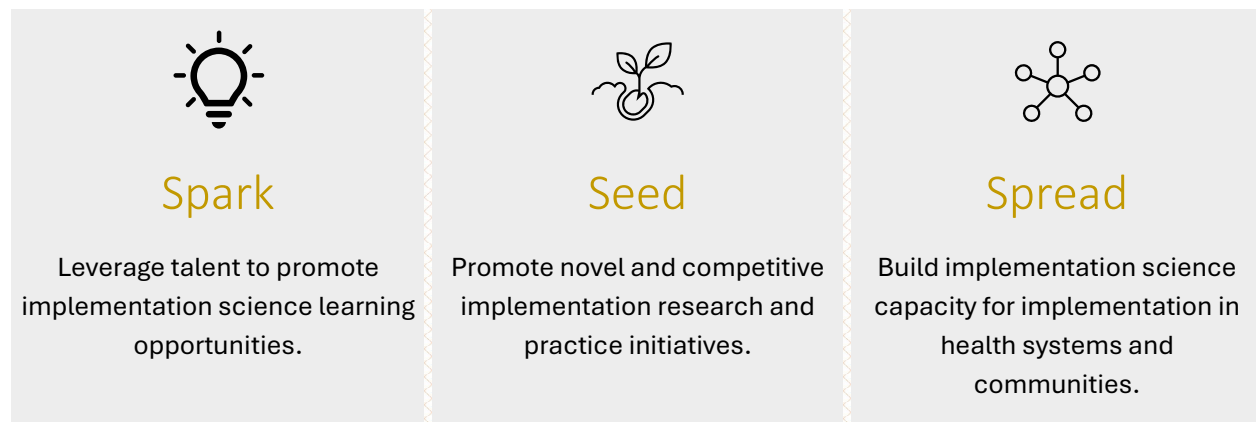 Spark
Leverage talent to promote
implementation science learning
opportunities.
Seed
Promote novel and competitive
implementation research and
practice initiatives.
Spread
Build implementation science
capacity for implementation in
health systems and
communities.